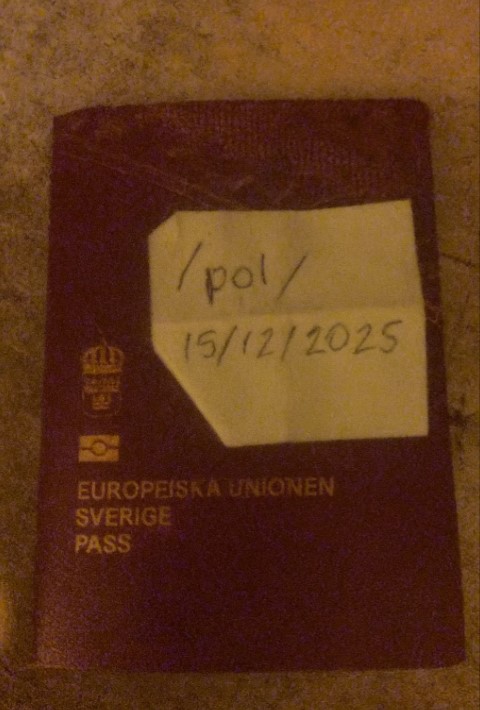 /pol/
15/12/2025
EUROPEISKA UNIONEN
SVERIGE
PASS